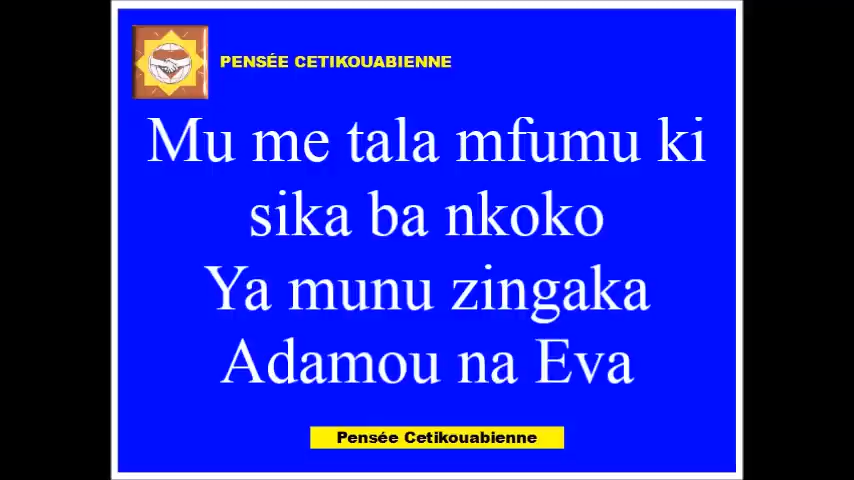 PENSÉE CETIKOUABIENNE
Mu me tala mfumu ki
sika ba nkoko
Ya munu zingaka
Adamou na Eva
Pensée Cetikouabienne